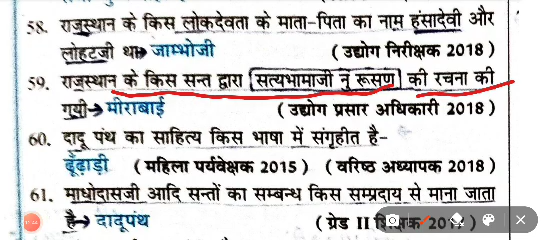 58. राजस्थान के किस लोकदेवता के माता-पिता का नाम हंसादेवी और
लोहटजी था→ जाम्भोजी ( उद्योग निरीक्षक 2018 )
59. राजस्थान के किस सन्त द्वारा सत्यभामाजी नु रूसण की रचना की
गयी→ मीराबाई ( उद्योग प्रसार अधिकारी 2018 )
60. दादू पंथ का साहित्य किस भाषा में संगृहीत है-
ढूँढाड़ी ( महिला पर्यवेक्षक 2015 ) ( वरिष्ठ अध्यापक 2018 )
61. माधोदासजी आदि सन्तों का सम्बन्ध किस सम्प्रदाय से माना जाता
है→ दादूपंथ ( ग्रेड II